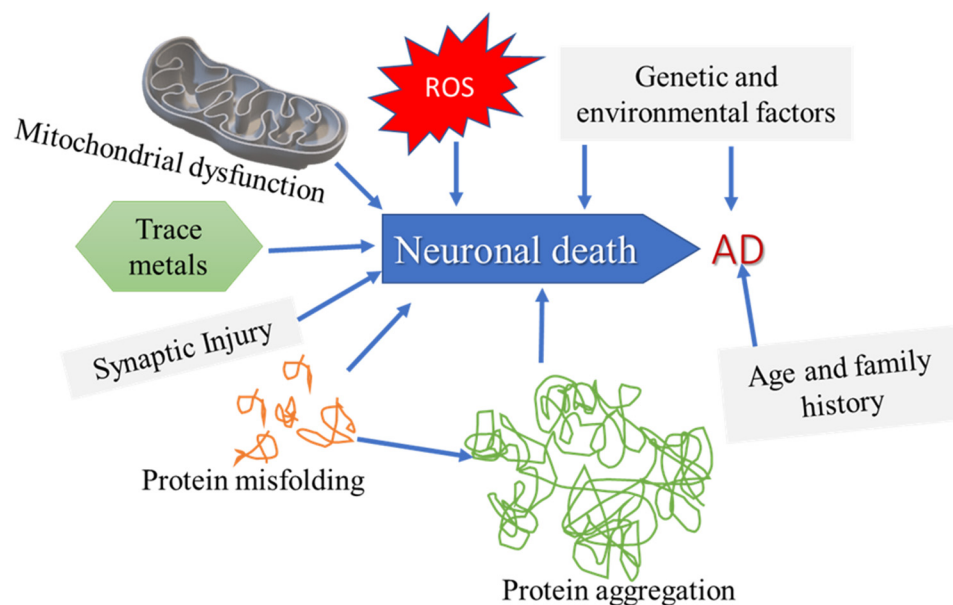 ROS
Genetic and
environmental factors
Mitochondrial dysfunction
Trace
metals
Neuronal death
AD
Synaptic Injury
Age and family
history
Protein misfolding
Protein aggregation